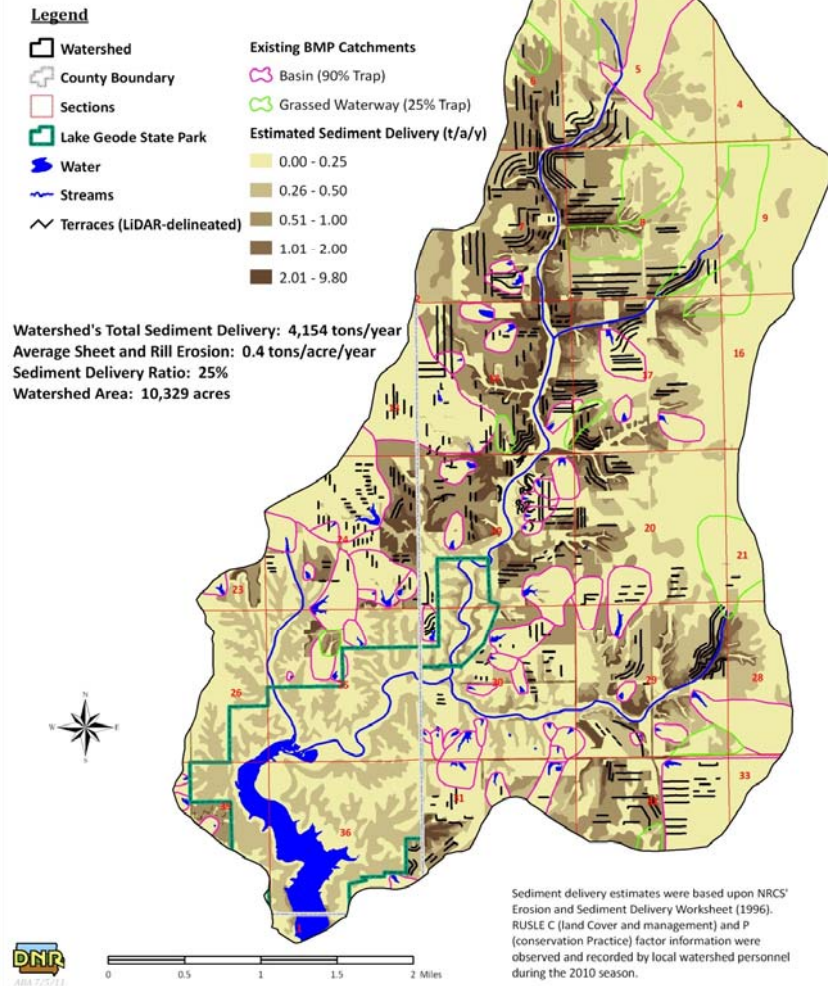 Legend
Watershed
County Boundary
Sections
Lake Geode State Park
Water
Streams
Terraces (LiDAR-delineated)
Existing BMP Catchments
Basin (90% Trap)
Grassed Waterway (25% Trap)
Estimated Sediment Delivery (t/a/y)
0.00 - 0.25
0.26 - 0.50
0.51 - 1.00
1.01 - 2.00
2.01 - 9.80
Watershed's Total Sediment Delivery: 4,154 tons/year
Average Sheet and Rill Erosion: 0.4 tons/acre/year
Sediment Delivery Ratio: 25%
Watershed Area: 10,329 acres
5
6
4
9
8
7
16
17
20
21
24
23
26
25
30
29
28
33
31
36
N
W E
S
Sediment delivery estimates were based upon NRCS'
Erosion and Sediment Delivery Worksheet (1996).
RUSLE C (land Cover and management) and P
(conservation Practice) factor information were
observed and recorded by local watershed personnel
during the 2010 season.
DNR
0 0.5 1 1.5 2 Miles